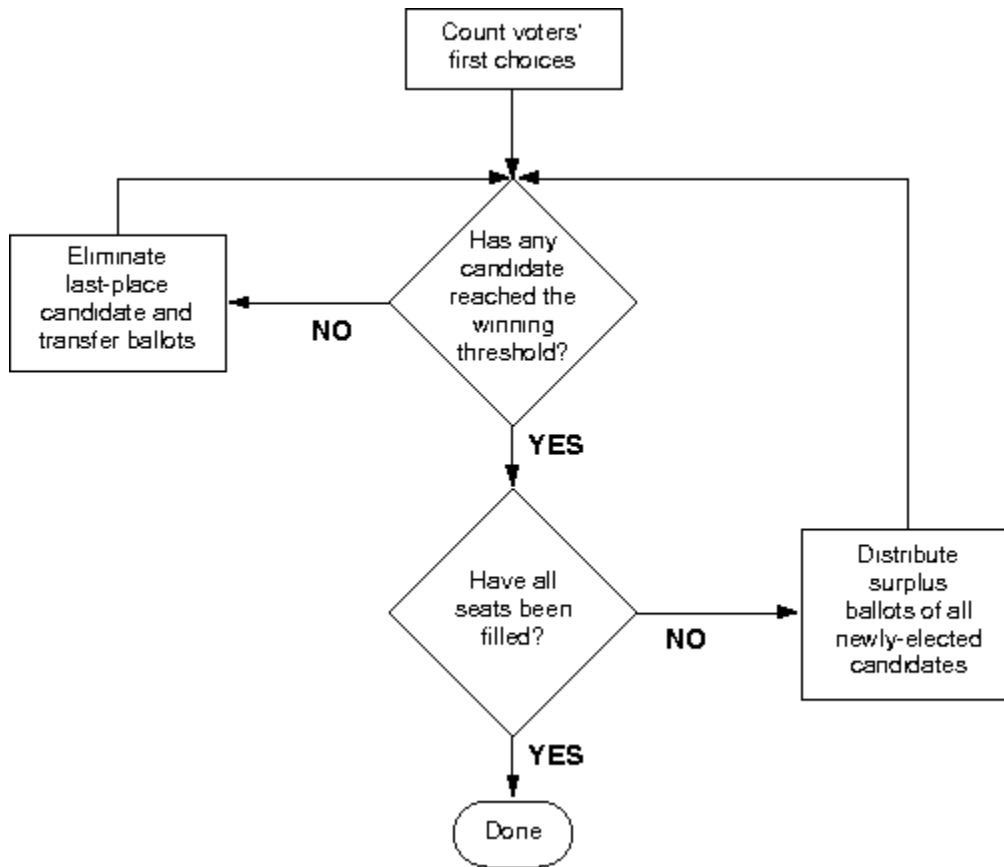 Count voters'
first choices
Eliminate
last-place
candidate and
transfer ballots
NO
Has any
candidate
reached the
winning
threshold?
YES
Have all
seats been
filled?
NO
Distribute
surplus
ballots of all
newly-elected
candidates
YES
Done